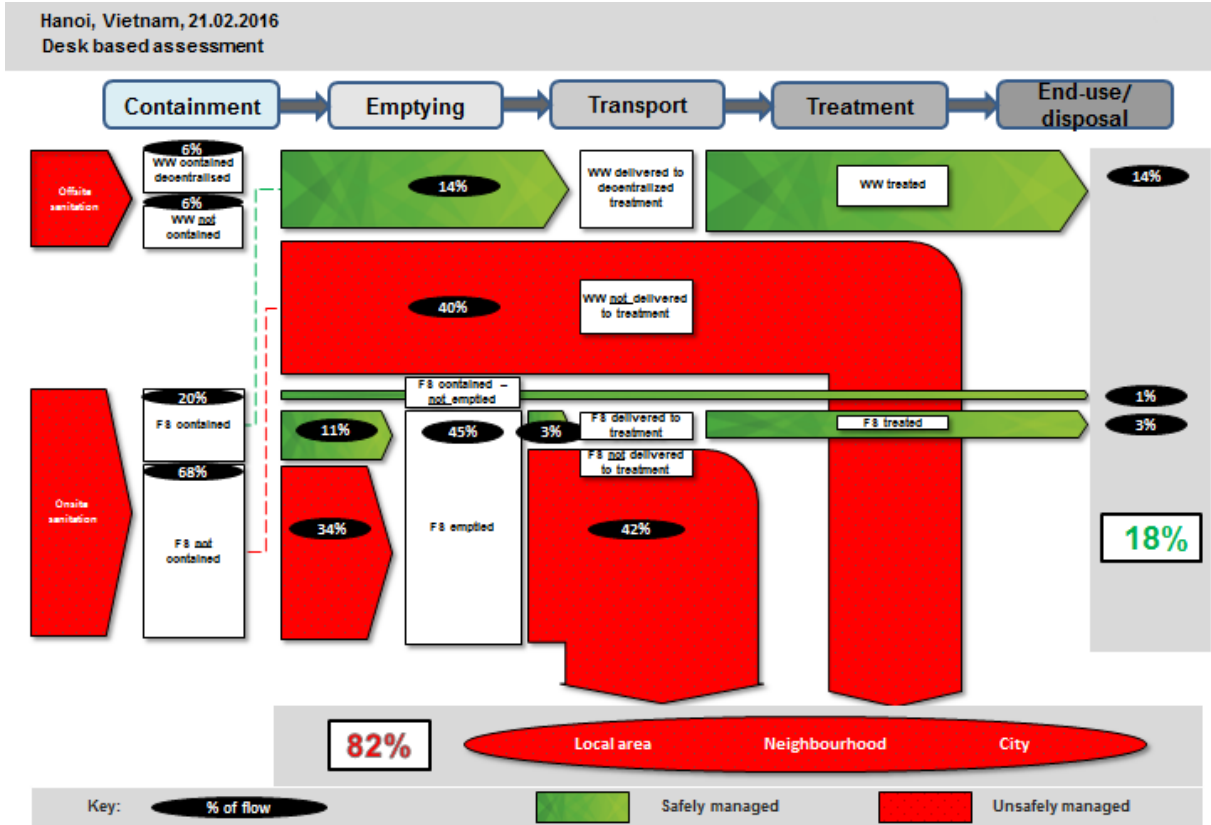 Hanoi, Vietnam, 21.02.2016
Desk based assessment
Containment
Emptying
Transport
Treatment
End-use/
disposal
Offsite
sanitation
6%
WW contained
decentralised
6%
WW not
contained
14%
WW delivered to
decentralized
treatment
WW treated
14%
40%
WW not delivered
to treatment
Onsite
sanitation
20%
FS contained
68%
FS not
contained
FS contained –
not emptied
1%
11%
45%
3%
FS delivered to
treatment
FS treated
3%
FS not delivered
to treatment
34%
FS emptied
42%
18%
82%
Local area
Neighbourhood
City
Key:
% of flow
Safely managed
Unsafely managed